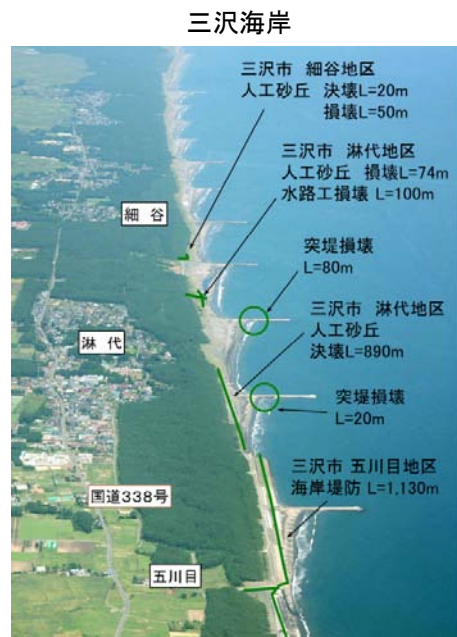 三沢海岸
三沢市 細谷地区
人工砂丘 決壊L=20m
損壊L=50m
三沢市 淋代地区
人工砂丘 損壊L=74m
水路工損壊 L=100m
細 谷
突堤損壊
L=80m
三沢市 淋代地区
人工砂丘
決壊L=890m
淋 代
突堤損壊
L=20m
三沢市 五川目地区
海岸堤防 L=1,130m
国道338号
五川目